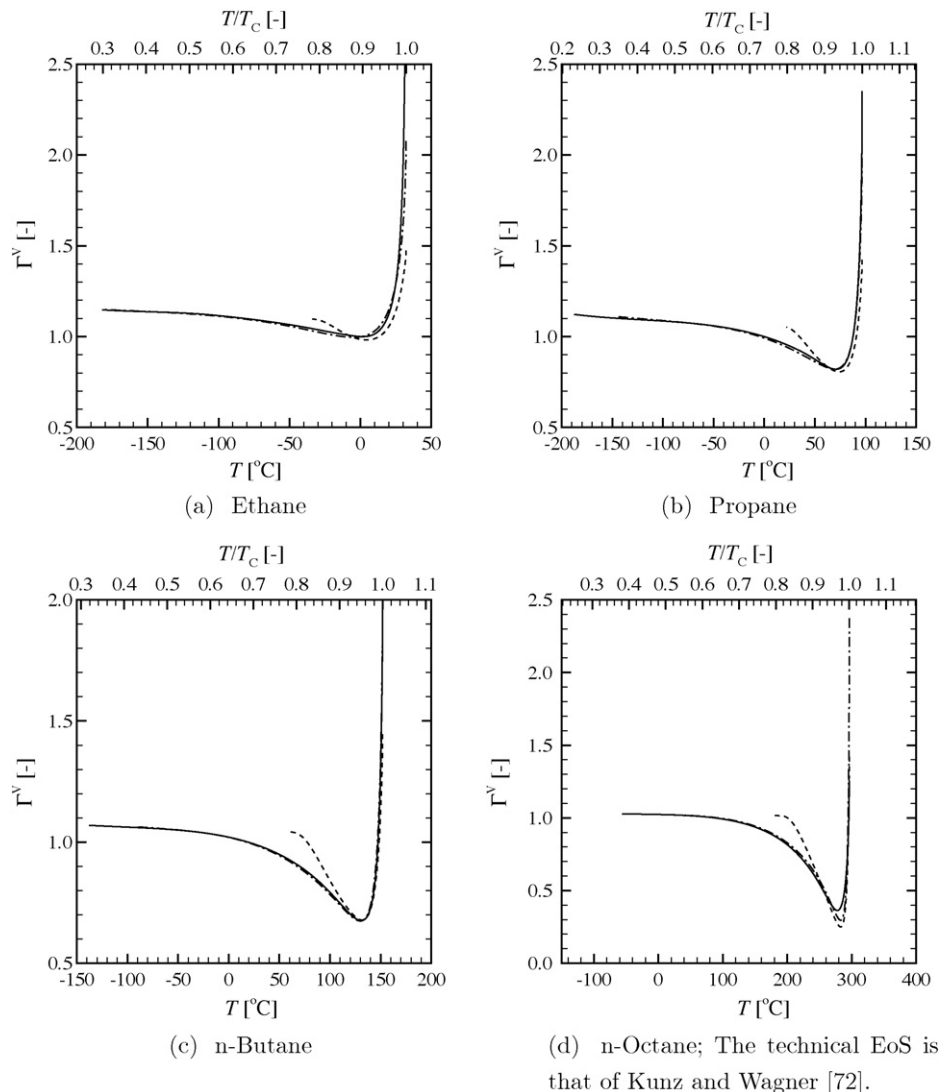 T/T_C [-]
0.3 0.4 0.5 0.6 0.7 0.8 0.9 1.0
2.5
2.0
1.5
1.0
0.5
Γ^V [-]
-200 -150 -100 -50 0 50
T [°C]
(a) Ethane
T/T_C [-]
0.2 0.3 0.4 0.5 0.6 0.7 0.8 0.9 1.0 1.1
2.5
2.0
1.5
1.0
0.5
Γ^V [-]
-200 -150 -100 -50 0 50 100 150
T [°C]
(b) Propane
T/T_C [-]
0.3 0.4 0.5 0.6 0.7 0.8 0.9 1.0 1.1
2.0
1.5
1.0
0.5
Γ^V [-]
-150 -100 -50 0 50 100 150 200
T [°C]
(c) n-Butane
T/T_C [-]
0.3 0.4 0.5 0.6 0.7 0.8 0.9 1.0 1.1
2.5
2.0
1.5
1.0
0.5
0.0
Γ^V [-]
-100 0 100 200 300 400
T [°C]
(d) n-Octane; The technical EoS is
that of Kunz and Wagner [72].